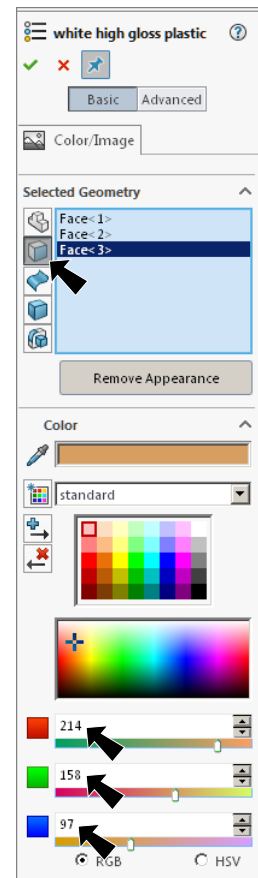 white high gloss plastic ?
Basic Advanced
Color/Image
Selected Geometry
Face<1>
Face<2>
Face<3>
Remove Appearance
Color
standard
214
158
97
RGB HSV